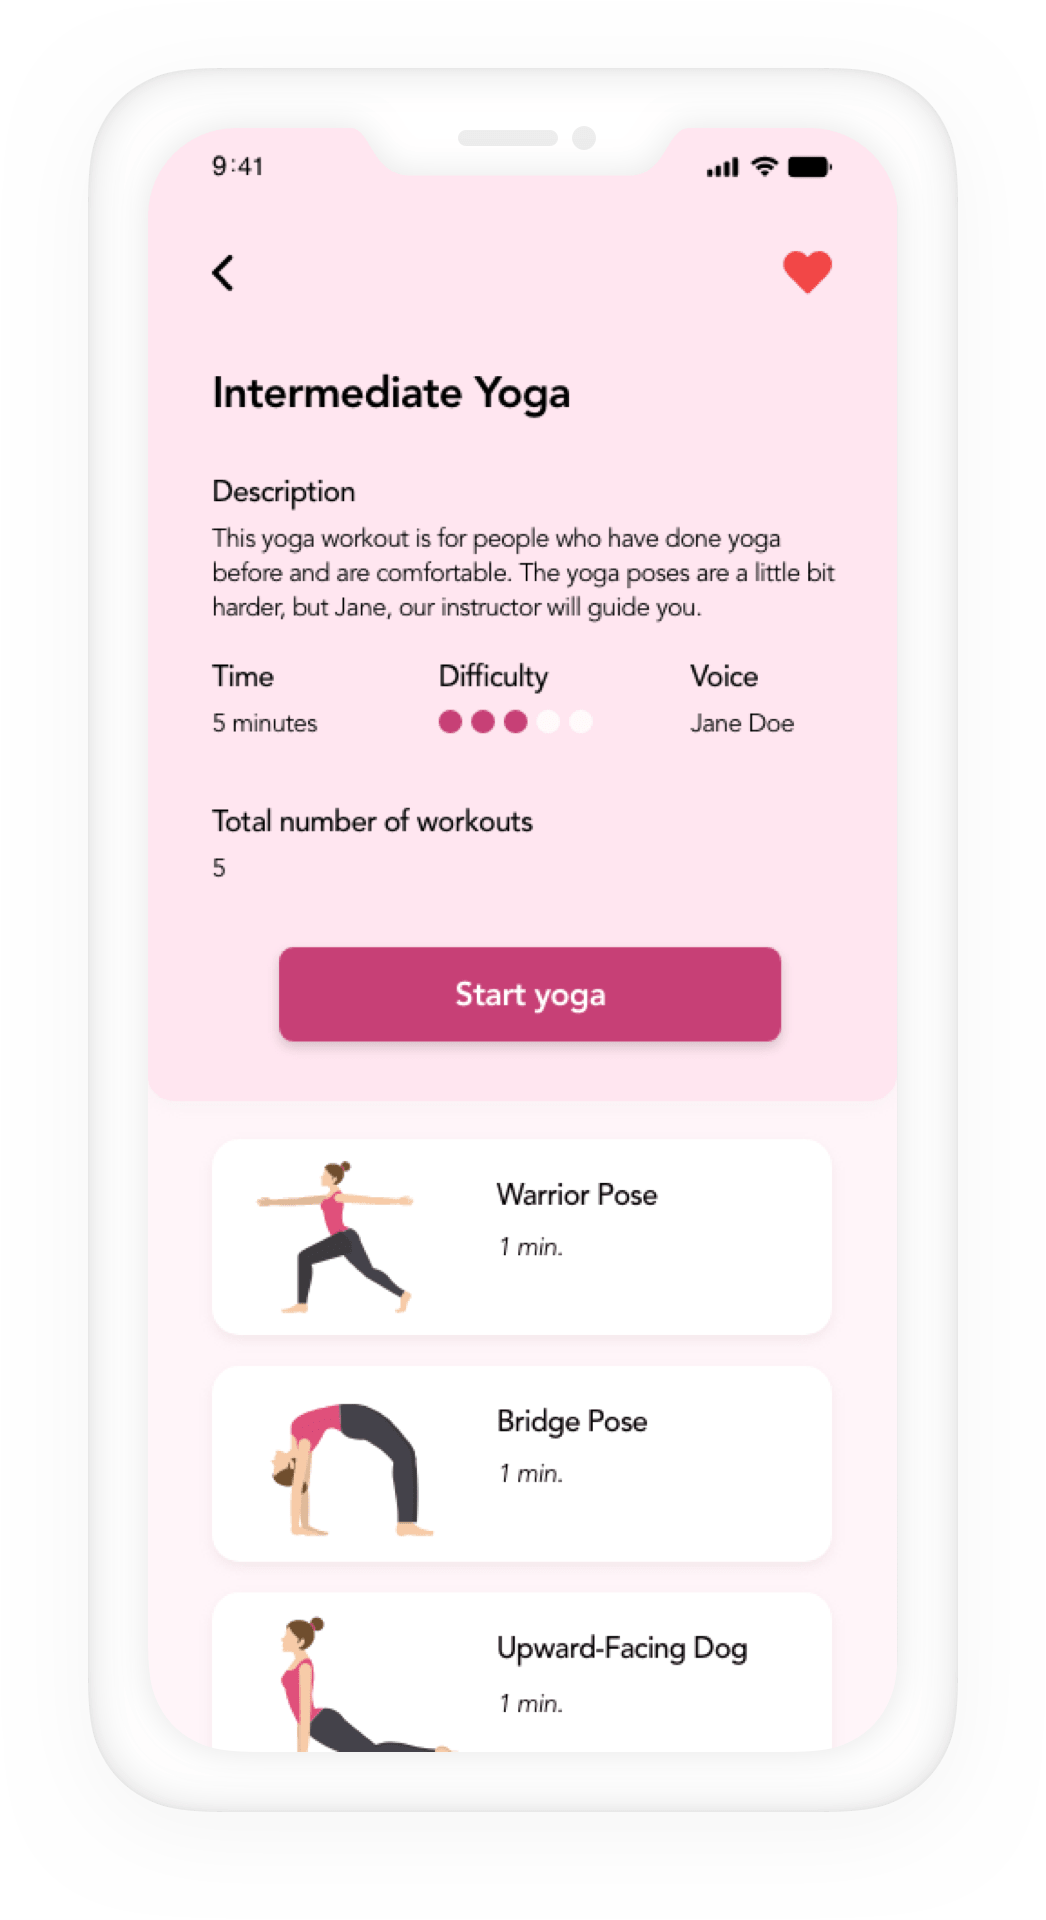 9:41
Intermediate Yoga
Description
This yoga workout is for people who have done yoga
before and are comfortable. The yoga poses are a little bit
harder, but Jane, our instructor will guide you.
Time
5 minutes
Difficulty
Voice
Jane Doe
Total number of workouts
5
Start yoga
Warrior Pose
1 min.
Bridge Pose
1 min.
Upward-Facing Dog
1 min.